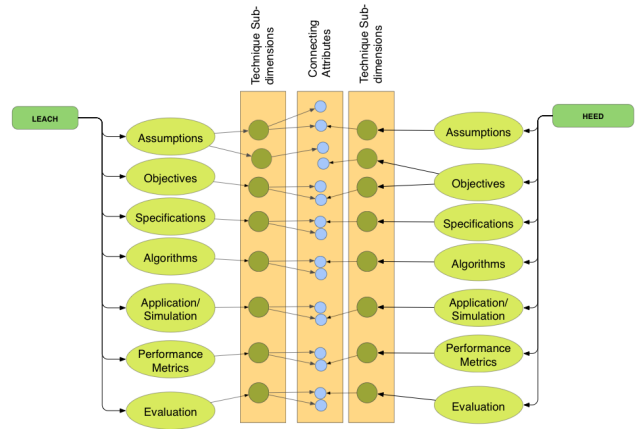 Technique Sub-
dimensions
Connecting
Attributes
Technique Sub-
dimensions
LEACH
HEED
Assumptions
Objectives
Specifications
Algorithms
Application/
Simulation
Performance
Metrics
Evaluation
Assumptions
Objectives
Specifications
Algorithms
Application/
Simulation
Performance
Metrics
Evaluation